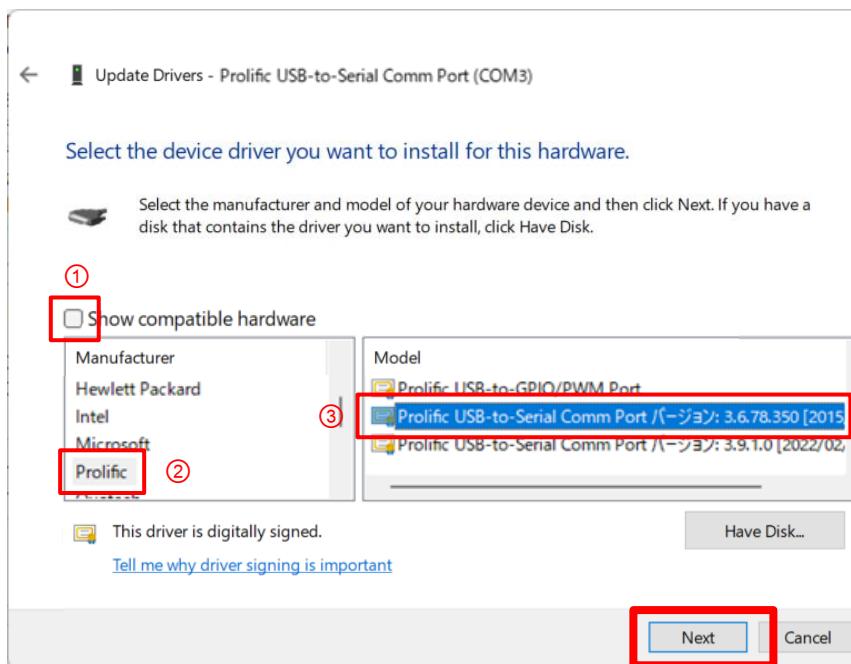 Update Drivers - Prolific USB-to-Serial Comm Port (COM3)
Select the device driver you want to install for this hardware.
Select the manufacturer and model of your hardware device and then click Next. If you have a
disk that contains the driver you want to install, click Have Disk.
①
Show compatible hardware
Manufacturer
Hewlett Packard
Intel
Microsoft
Prolific
②
Model
Prolific USB-to-GPIO/PWM Port
③
Prolific USB-to-Serial Comm Port バージョン: 3.6.78.350 [2015
Prolific USB-to-Serial Comm Port バージョン: 3.9.1.0 [2022/02/
This driver is digitally signed.
Have Disk...
Tell me why driver signing is important
Next
Cancel